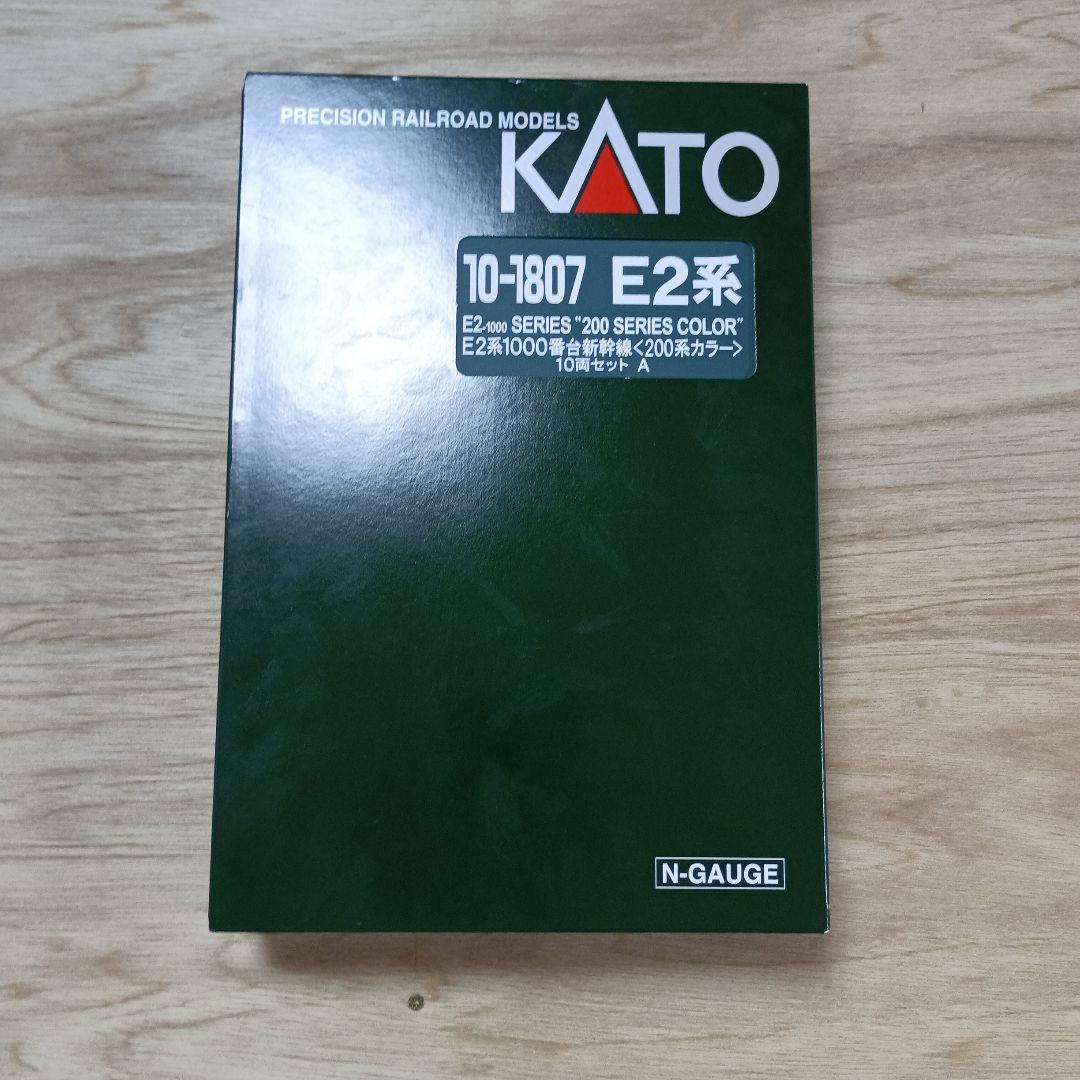 PRECISION RAILROAD MODELS
KATO
10-1807 E2系
E2-1000 SERIES "200 SERIES COLOR"
E2系1000番台新幹線<200系カラー>
10両セット A
N-GAUGE